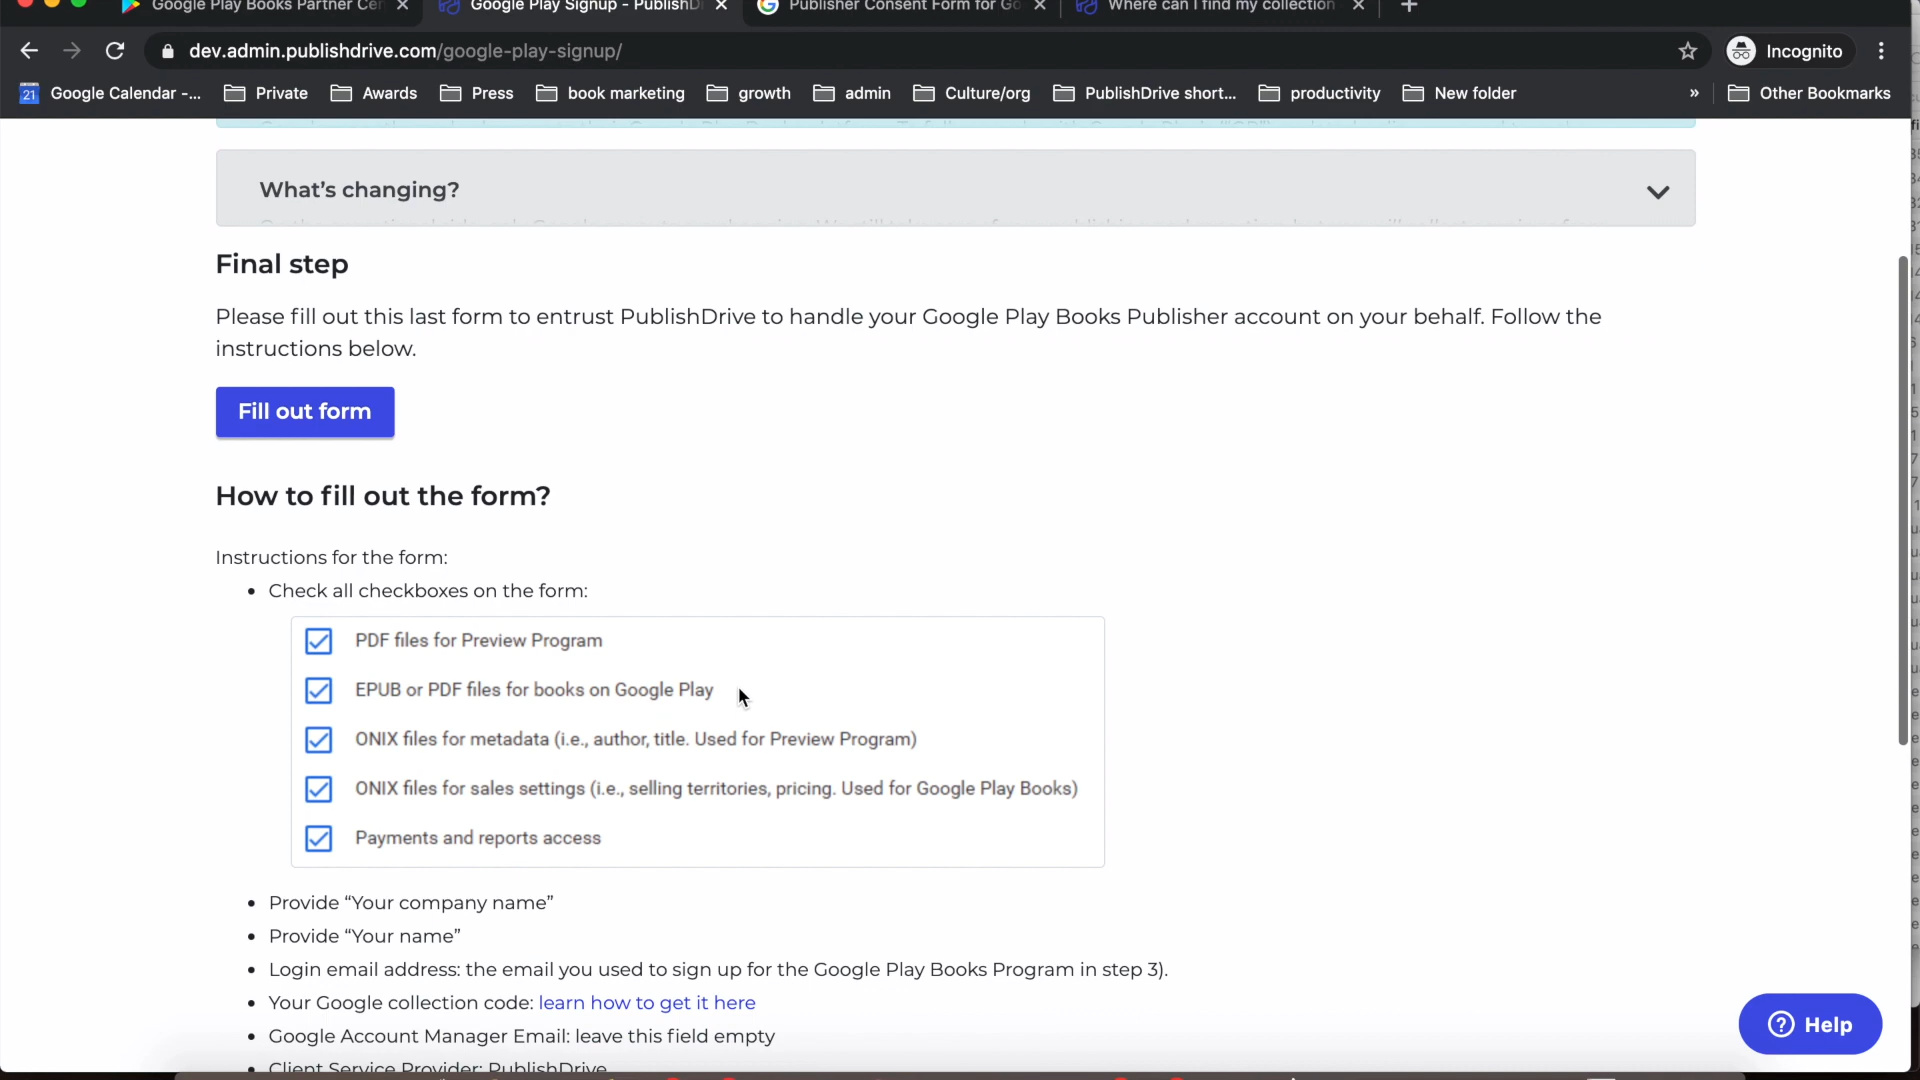 Google Play Books Partner Cen
Google Play Signup - PublishD
Publisher Consent Form for Go
Where can I find my collection
dev.admin.publishdrive.com/google-play-signup/
Incognito
21 Google Calendar -...
Private
Awards
Press
book marketing
growth
admin
Culture/org
PublishDrive short...
productivity
New folder
»
Other Bookmarks
What's changing?
Final step
Please fill out this last form to entrust PublishDrive to handle your Google Play Books Publisher account on your behalf. Follow the
instructions below.
Fill out form
How to fill out the form?
Instructions for the form:
• Check all checkboxes on the form:
PDF files for Preview Program
EPUB or PDF files for books on Google Play
ONIX files for metadata (i.e., author, title. Used for Preview Program)
ONIX files for sales settings (i.e., selling territories, pricing. Used for Google Play Books)
Payments and reports access
• Provide “Your company name”
• Provide “Your name”
• Login email address: the email you used to sign up for the Google Play Books Program in step 3).
• Your Google collection code: learn how to get it here
• Google Account Manager Email: leave this field empty
• Client Service Provider: PublishDrive
Help